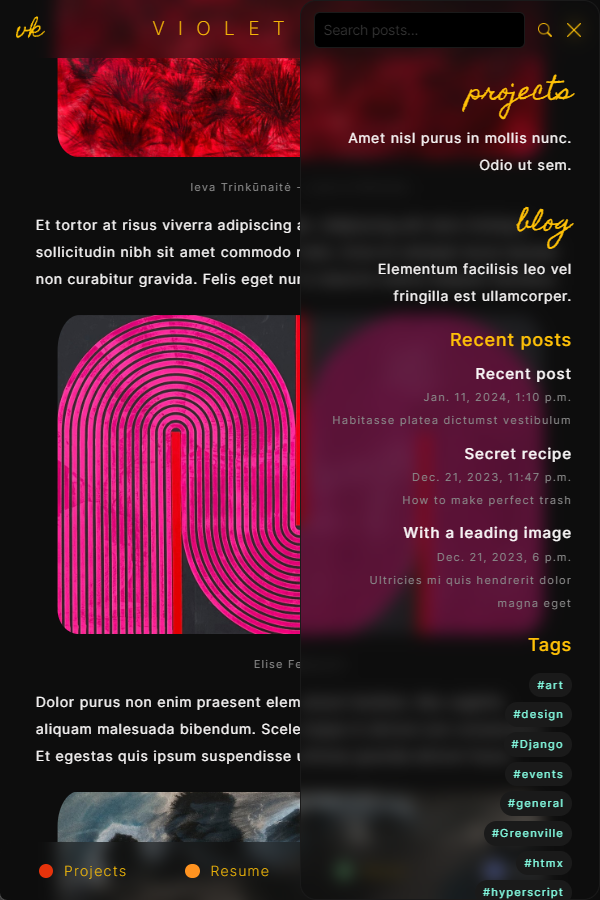 vk
VIOLET
Search posts...
projects
Amet nisl purus in mollis nunc.
Odio ut sem.
Ieva Trinkūnaitė -
blog
Et tortor at risus viverra adipiscing
sollicitudin nibh sit amet commodo
non curabitur gravida. Felis eget
Elementum facilisis leo vel
fringilla est ullamcorper.
Recent posts
Recent post
Jan. 11, 2024, 1:10 p.m.
Habitasse platea dictumst vestibulum
Secret recipe
Dec. 21, 2023, 11:47 p.m.
How to make perfect trash
With a leading image
Dec. 21, 2023, 6 p.m.
Ultricies mi quis hendrerit dolor
magna eget
Tags
Elise
#art
#design
#Django
#events
#general
#Greenville
#htmx
#hyperscript
Dolor purus non enim praesent
aliquam malesuada bibendum.
Et egestas quis ipsum suspendisse
Projects
Resume